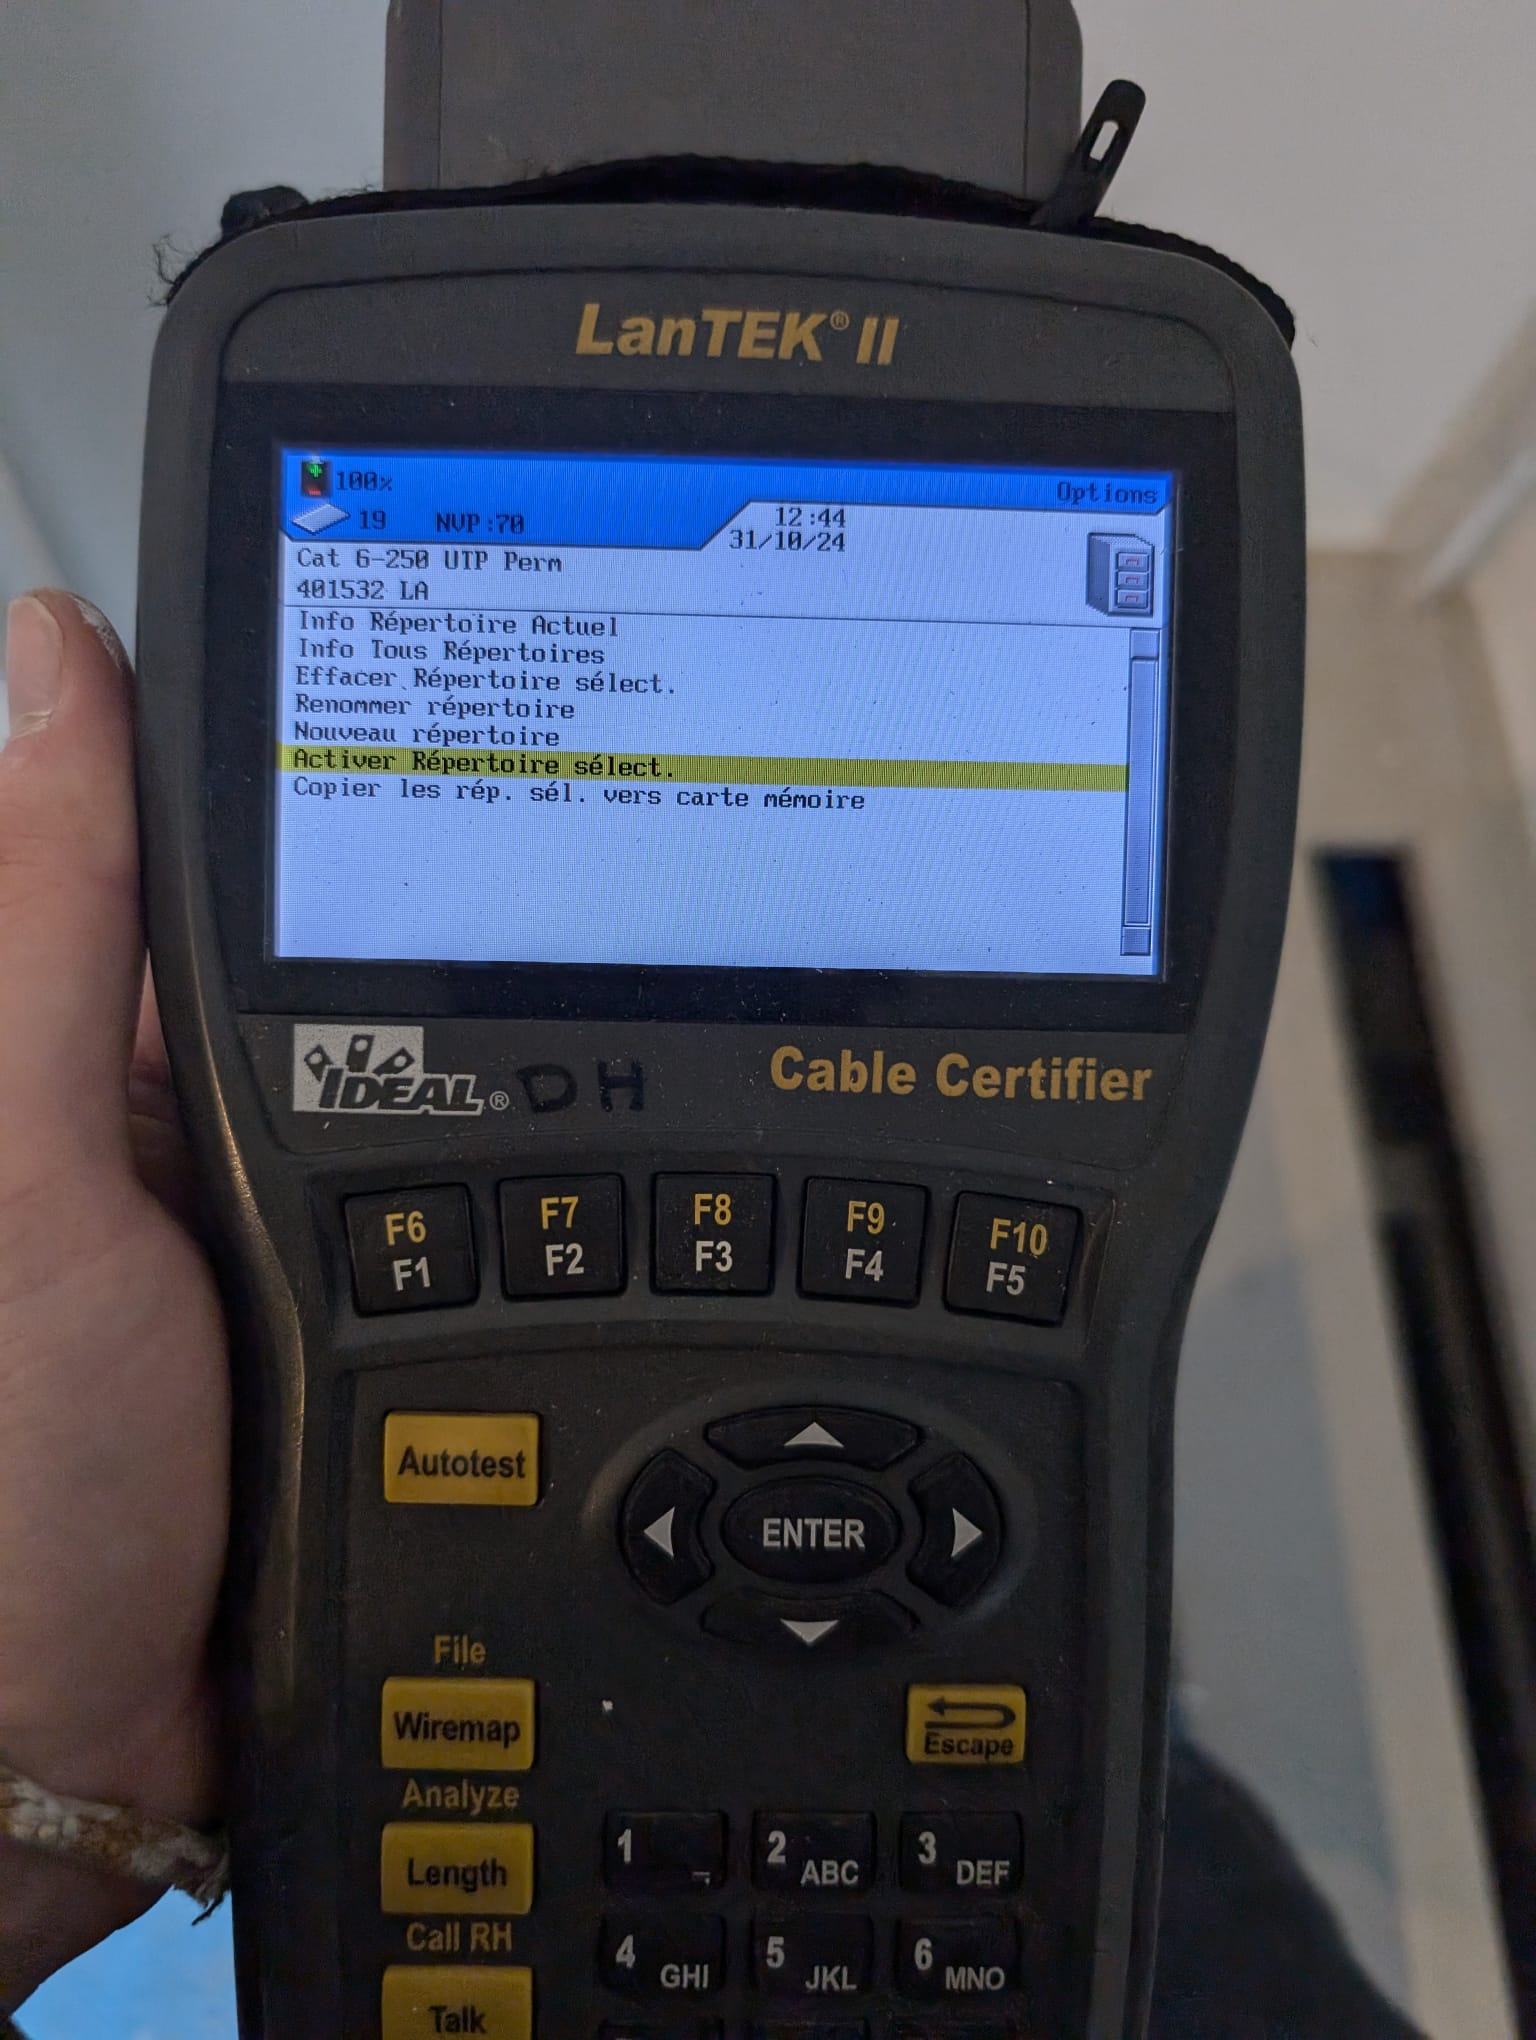 LanTEK® II
100%
Options
19 NVP:70
12:44
31/10/24
Cat 6-250 UTP Perm
401532 LA
Info Répertoire Actuel
Info Tous Répertoires
Effacer Répertoire sélect.
Renommer répertoire
Nouveau répertoire
Activer Répertoire sélect.
Copier les rép. sél. vers carte mémoire
IDEAL® DH
Cable Certifier
F6 F7 F8 F9 F10
F1 F2 F3 F4 F5
Autotest
ENTER
File
Wiremap
Escape
Analyze
Length
1
2 ABC
3 DEF
Call RH
Talk
4 GHI
5 JKL
6 MNO